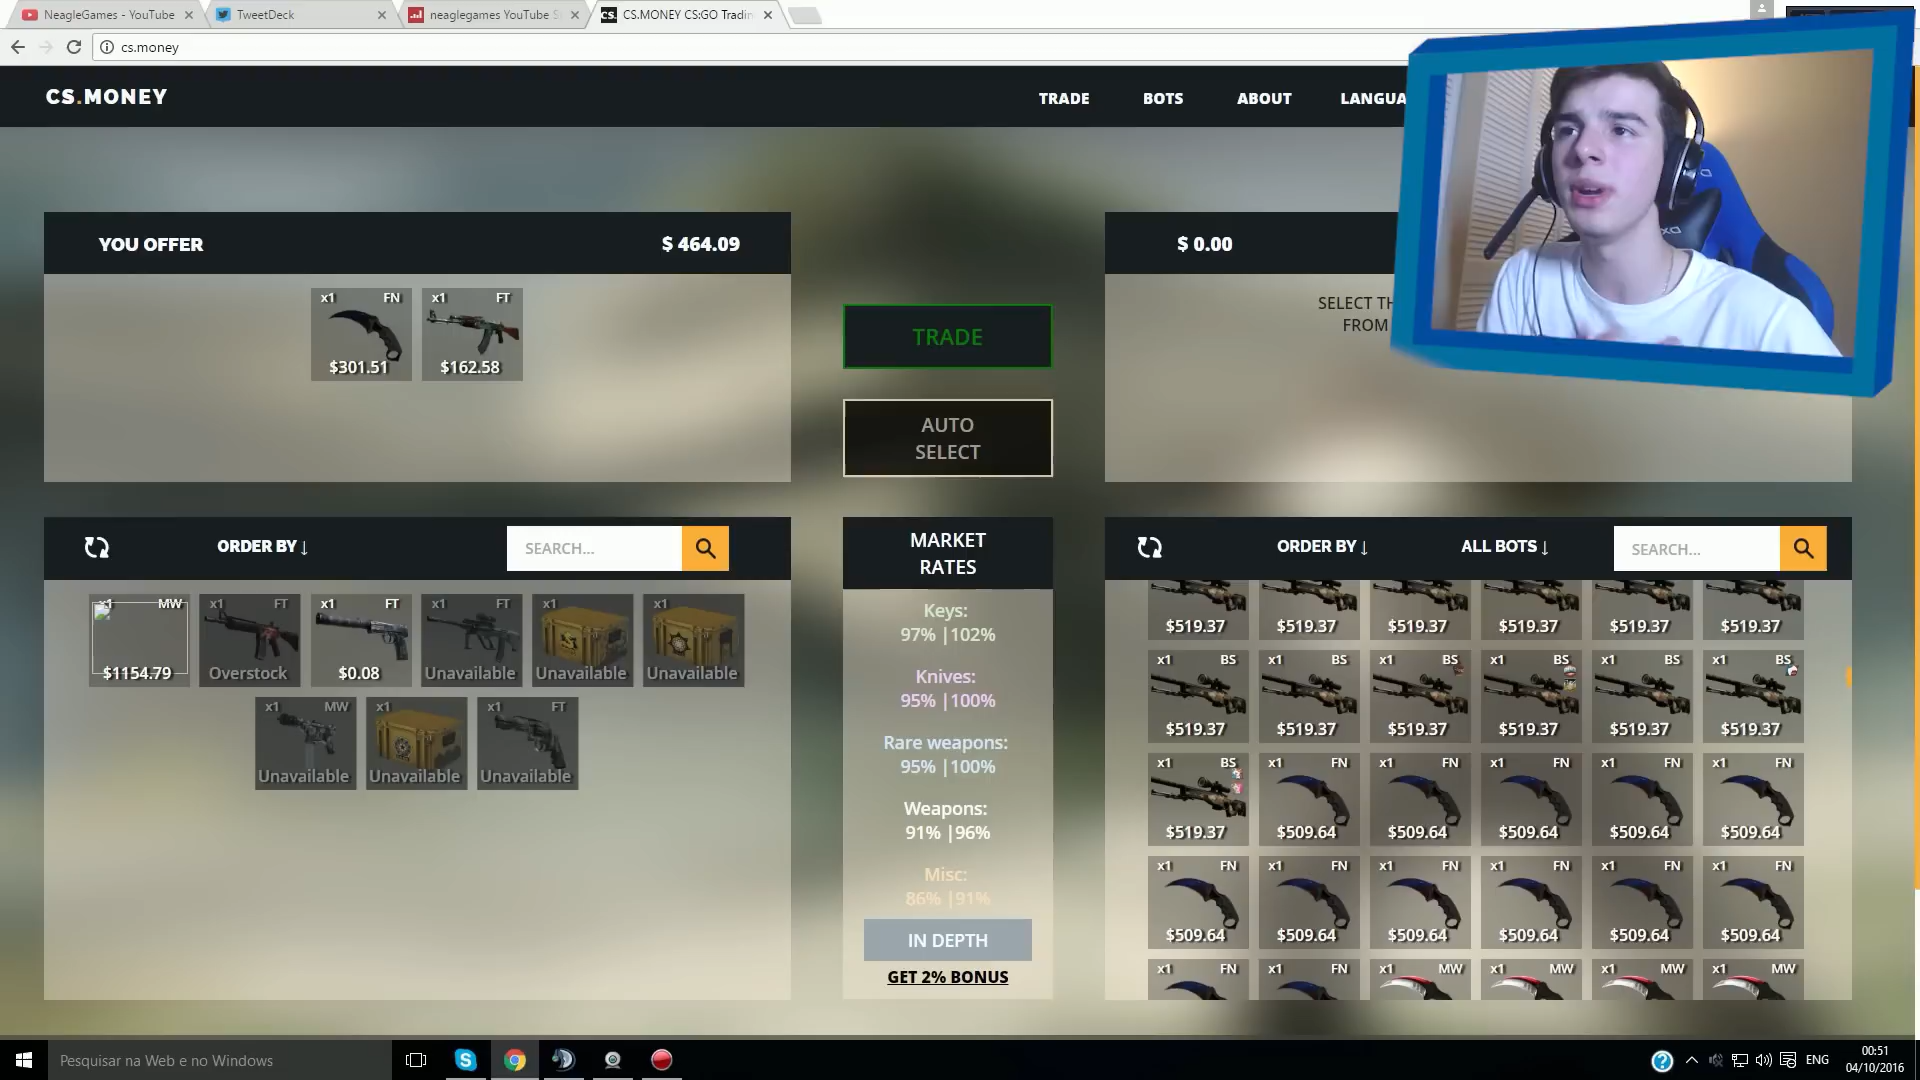 NeagleGames - YouTube
TweetDeck
neaglegames YouTube S
CS.MONEY CS:GO Tradin
cs.money
CS.MONEY
TRADE
BOTS
ABOUT
LANGUA
YOU OFFER
$ 464.09
x1 FN
$301.51
x1 FT
$162.58
TRADE
AUTO
SELECT
$ 0.00
SELECT TH
FROM
ORDER BY ↓
SEARCH...
x1 MW
$1154.79
x1 FT
Overstock
x1 FT
$0.08
x1 FT
Unavailable
x1
Unavailable
x1
Unavailable
x1 MW
Unavailable
x1
Unavailable
x1 FT
Unavailable
MARKET
RATES
Keys:
97% |102%
Knives:
95% |100%
Rare weapons:
95% |100%
Weapons:
91% |96%
Misc:
86% |91%
IN DEPTH
GET 2% BONUS
ORDER BY ↓
ALL BOTS ↓
SEARCH...
$519.37 $519.37 $519.37 $519.37 $519.37 $519.37
x1 BS x1 BS x1 BS x1 BS x1 BS x1 BS
$519.37 $519.37 $519.37 $519.37 $519.37 $519.37
x1 BS x1 FN x1 FN x1 FN x1 FN x1 FN
$519.37 $509.64 $509.64 $509.64 $509.64 $509.64
x1 FN x1 FN x1 FN x1 FN x1 FN x1 FN
$509.64 $509.64 $509.64 $509.64 $509.64 $509.64
x1 FN x1 FN x1 MW x1 MW x1 MW x1 MW
Pesquisar na Web e no Windows
ENG
00:51
04/10/2016